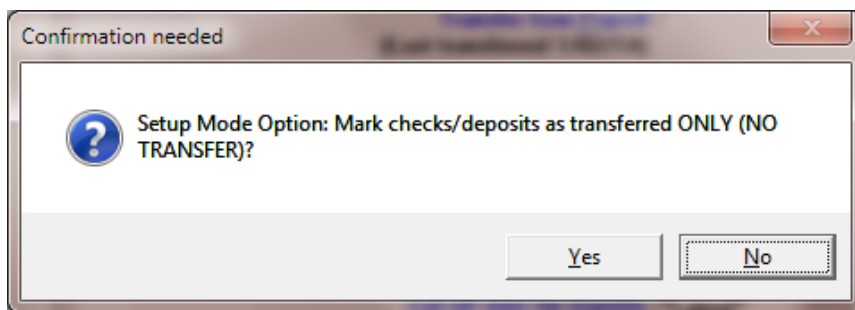 Confirmation needed
Setup Mode Option: Mark checks/deposits as transferred ONLY (NO
TRANSFER)?
Yes
No